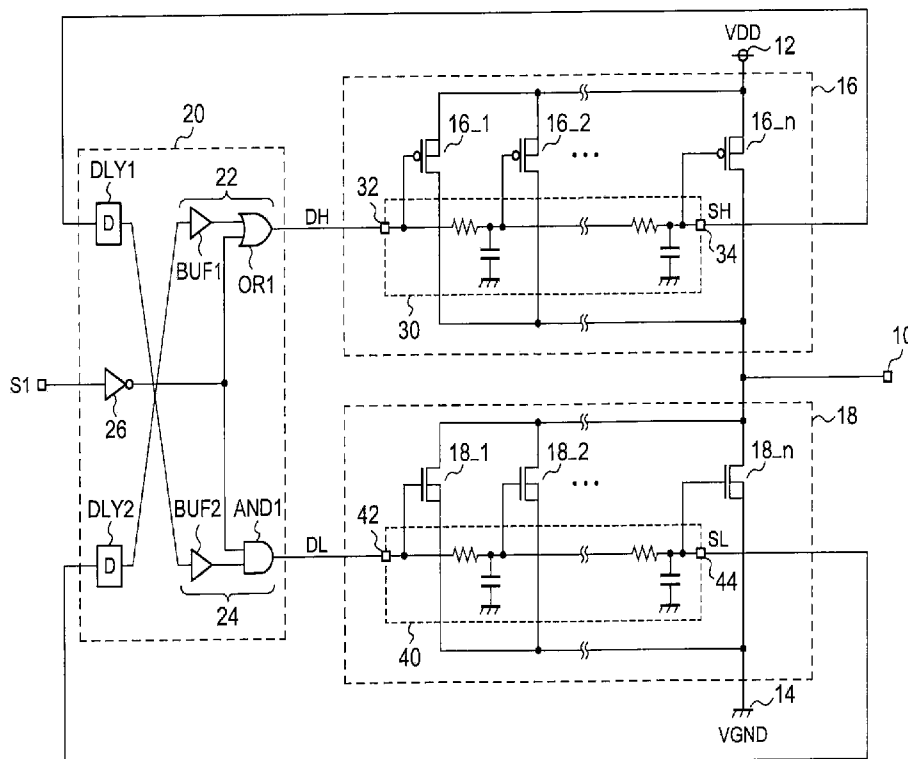 VDD
12
16
20
16_1
16_2
16_n
DLY1
22
...
32
SH
D
DH
34
BUF1
OR1
30
10
S1
26
18
18_1
18_2
18_n
DLY2
BUF2
AND1
...
42
SL
D
DL
44
24
40
14
VGND